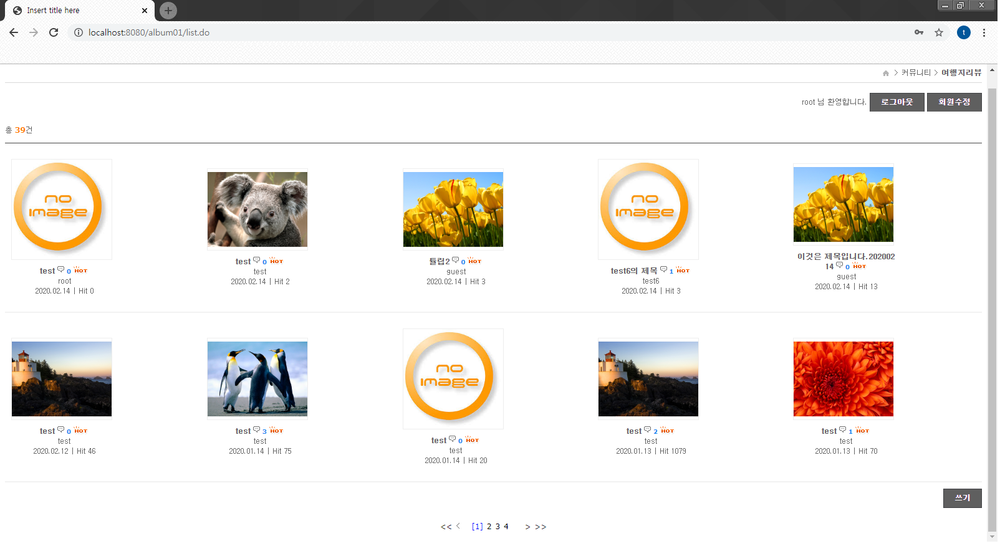 Insert title here
localhost:8080/album01/list.do
t
> 커뮤니티 > 여행지리뷰
root 님 환영합니다. 로그아웃 회원수정
총 39건
no image
test 0 HOT
root
2020.02.14 | Hit 0
test 0 HOT
test
2020.02.14 | Hit 2
튤립2 0 HOT
guest
2020.02.14 | Hit 3
no image
test6의 제목 1 HOT
test6
2020.02.14 | Hit 3
이것은 제목입니다.202002
14 0 HOT
guest
2020.02.14 | Hit 13
test 0 HOT
test
2020.02.12 | Hit 46
test 3 HOT
test
2020.01.14 | Hit 75
no image
test 0 HOT
test
2020.01.14 | Hit 20
test 2 HOT
test
2020.01.13 | Hit 1079
test 1 HOT
test
2020.01.13 | Hit 70
쓰기
<< < [1] 2 3 4 > >>